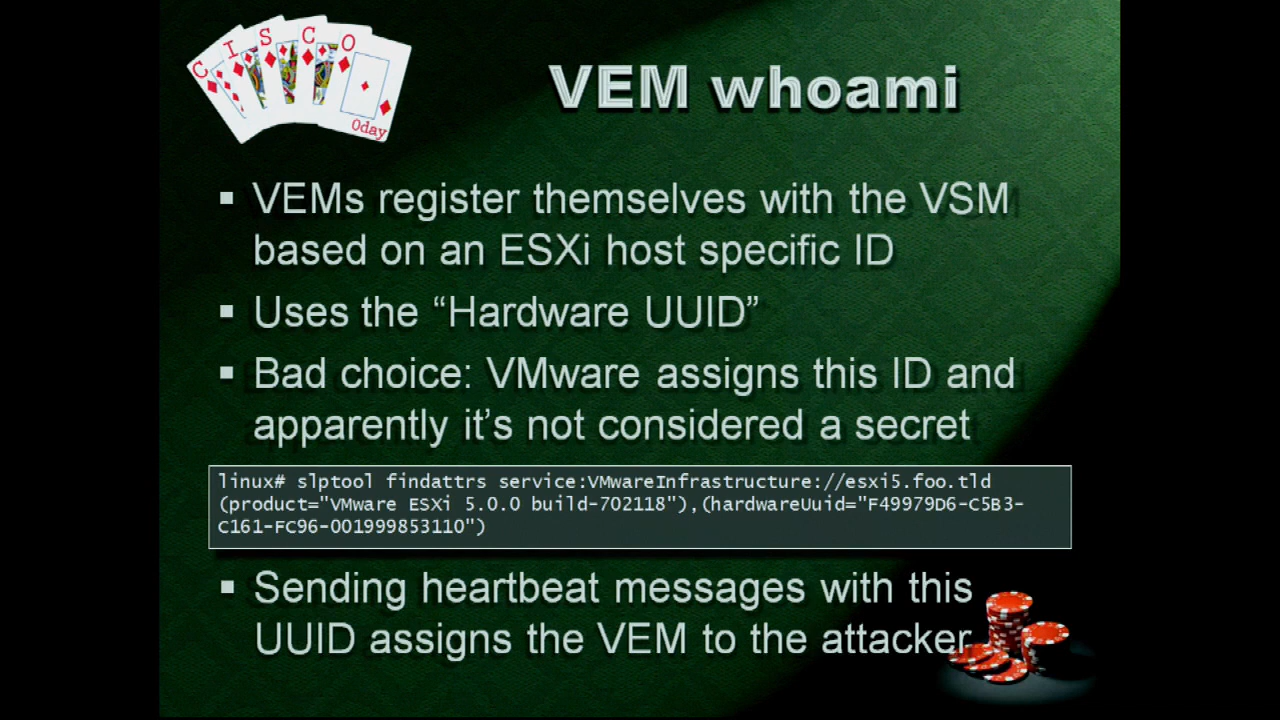 C I S C O
0day
VEM whoami
▪ VEMs register themselves with the VSM
based on an ESXi host specific ID
▪ Uses the “Hardware UUID”
▪ Bad choice: VMware assigns this ID and
apparently it’s not considered a secret
linux# slptool findattrs service:VMwareInfrastructure://esxi5.foo.tld
(product="VMware ESXi 5.0.0 build-702118"),(hardwareUuid="F49979D6-C5B3-
C161-FC96-001999853110")
▪ Sending heartbeat messages with this
UUID assigns the VEM to the attacker